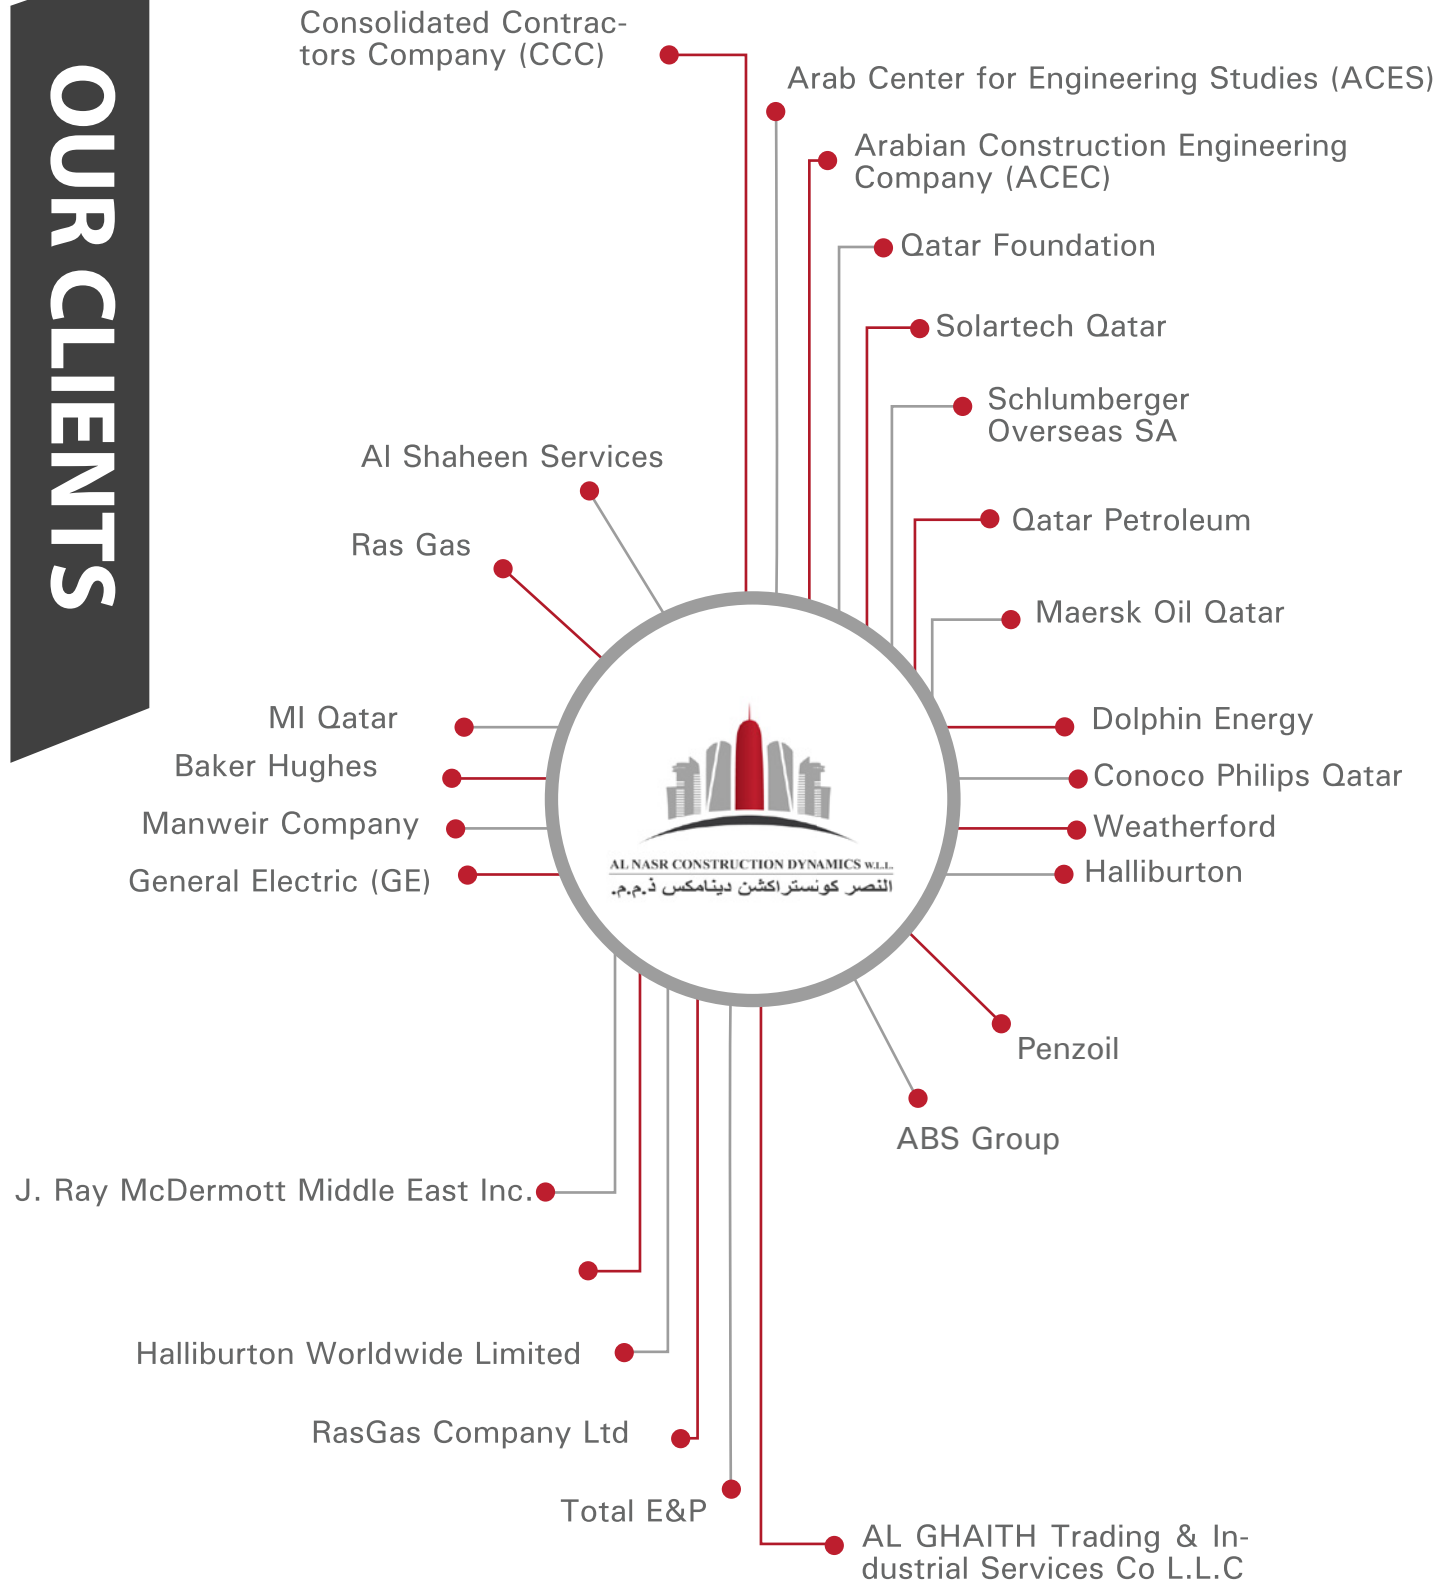 OUR CLIENTS
Consolidated Contrac-
tors Company (CCC)
Arab Center for Engineering Studies (ACES)
Arabian Construction Engineering
Company (ACEC)
Qatar Foundation
Solartech Qatar
Schlumberger
Overseas SA
Al Shaheen Services
Qatar Petroleum
Ras Gas
Maersk Oil Qatar
MI Qatar
Dolphin Energy
Baker Hughes
Conoco Philips Qatar
Manweir Company
Weatherford
General Electric (GE)
Halliburton
AL NASR CONSTRUCTION DYNAMICS W.L.L.
النصر كونستراكشن دينامكس ذ.م.م.
Penzoil
ABS Group
J. Ray McDermott Middle East Inc.
Halliburton Worldwide Limited
RasGas Company Ltd
Total E&P
AL GHAITH Trading & In-
dustrial Services Co L.L.C